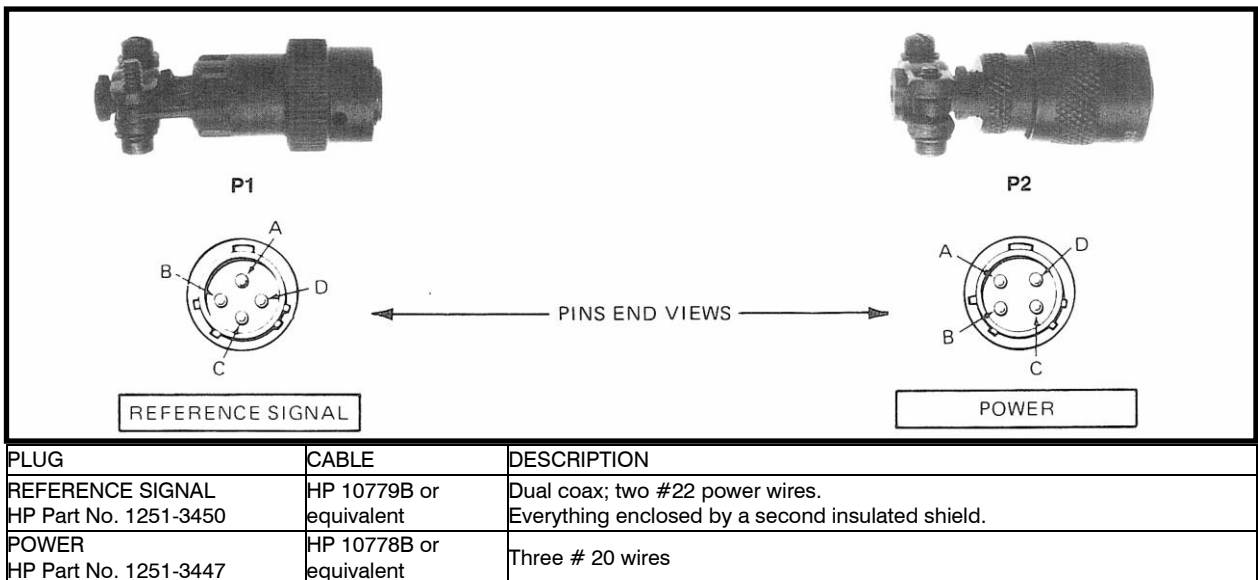 P1
P2
A
B
D
C
A
D
B
C
PINS END VIEWS
REFERENCE SIGNAL
POWER
PLUG CABLE DESCRIPTION
REFERENCE SIGNAL
HP Part No. 1251-3450
HP 10779B or
equivalent
Dual coax; two #22 power wires.
Everything enclosed by a second insulated shield.
POWER
HP Part No. 1251-3447
HP 10778B or
equivalent
Three # 20 wires